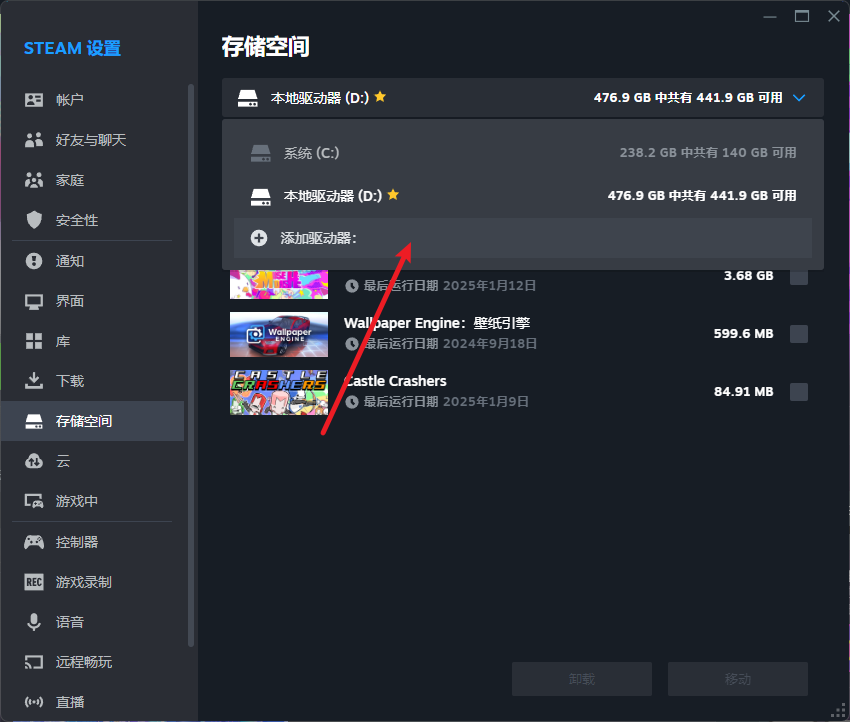 STEAM 设置
帐户
好友与聊天
家庭
安全性
通知
界面
库
下载
存储空间
云
游戏中
控制器
REC 游戏录制
语音
远程畅玩
直播
存储空间
本地驱动器 (D:) 476.9 GB 中共有 441.9 GB 可用
系统 (C:) 238.2 GB 中共有 140 GB 可用
本地驱动器 (D:) 476.9 GB 中共有 441.9 GB 可用
添加驱动器:
最后运行日期 2025年1月12日 3.68 GB
Wallpaper ENGINE
Wallpaper Engine：壁纸引擎 599.6 MB
最后运行日期 2024年9月18日
CASTLE CRASHERS
Castle Crashers 84.91 MB
最后运行日期 2025年1月9日
卸载 移动